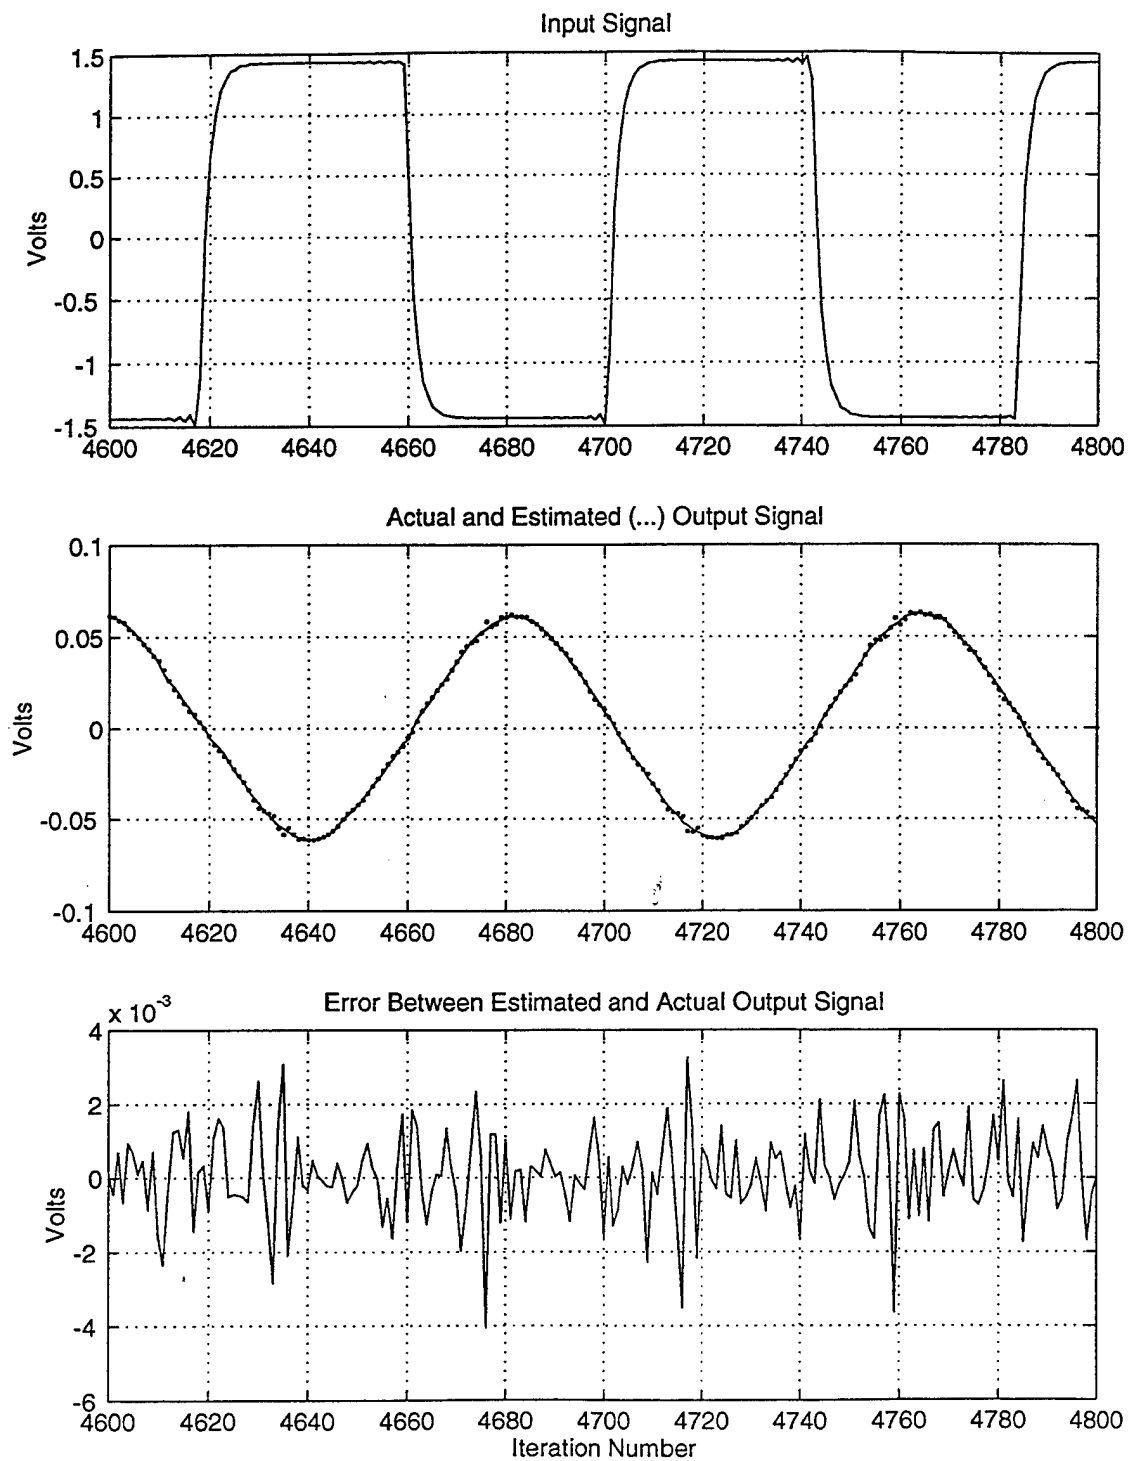 Input Signal
1.5
1
0.5
0
-0.5
-1
-1.5
Volts
4600 4620 4640 4660 4680 4700 4720 4740 4760 4780 4800
Actual and Estimated (...) Output Signal
0.1
0.05
0
-0.05
-0.1
Volts
4600 4620 4640 4660 4680 4700 4720 4740 4760 4780 4800
Error Between Estimated and Actual Output Signal
x 10-3
4
2
0
-2
-4
-6
Volts
4600 4620 4640 4660 4680 4700 4720 4740 4760 4780 4800
Iteration Number